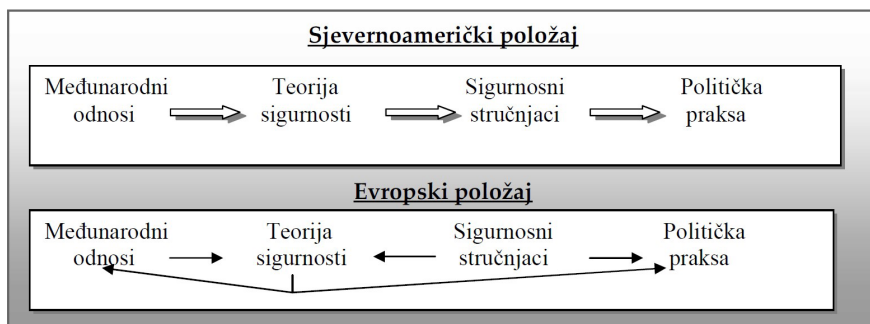 Sjevernoamerički položaj
Međunarodni Teorija Sigurnosni Politička
odnosi sigurnosti stručnjaci praksa
Evropski položaj
Međunarodni Teorija Sigurnosni Politička
odnosi sigurnosti stručnjaci praksa